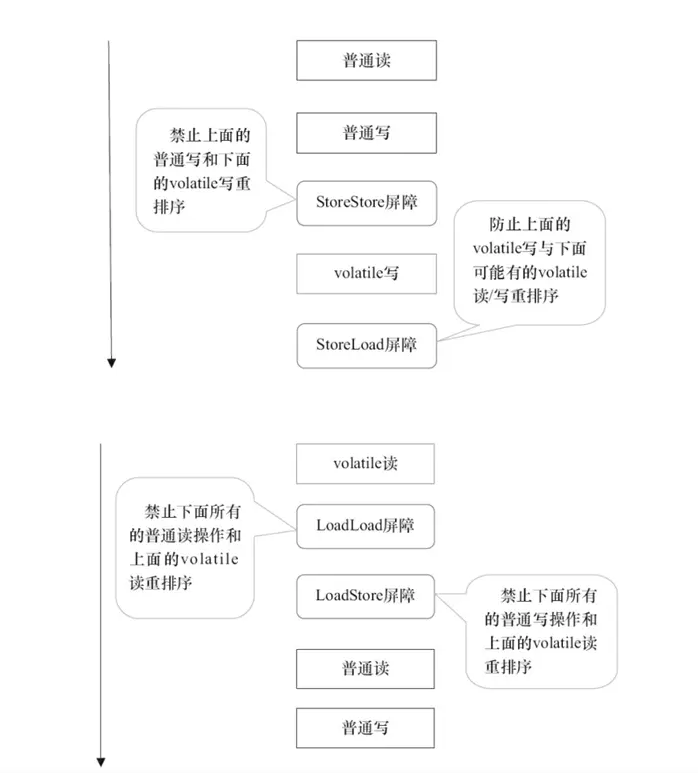 普通读
普通写
禁止上面的
普通写和下面
的volatile写重
排序
StoreStore屏障
防止上面的
volatile写与下面
可能有的volatile
读/写重排序
volatile写
StoreLoad屏障
volatile读
禁止下面所有
的普通读操作和
上面的volatile
读重排序
LoadLoad屏障
LoadStore屏障
禁止下面所有
的普通写操作和
上面的volatile读
重排序
普通读
普通写